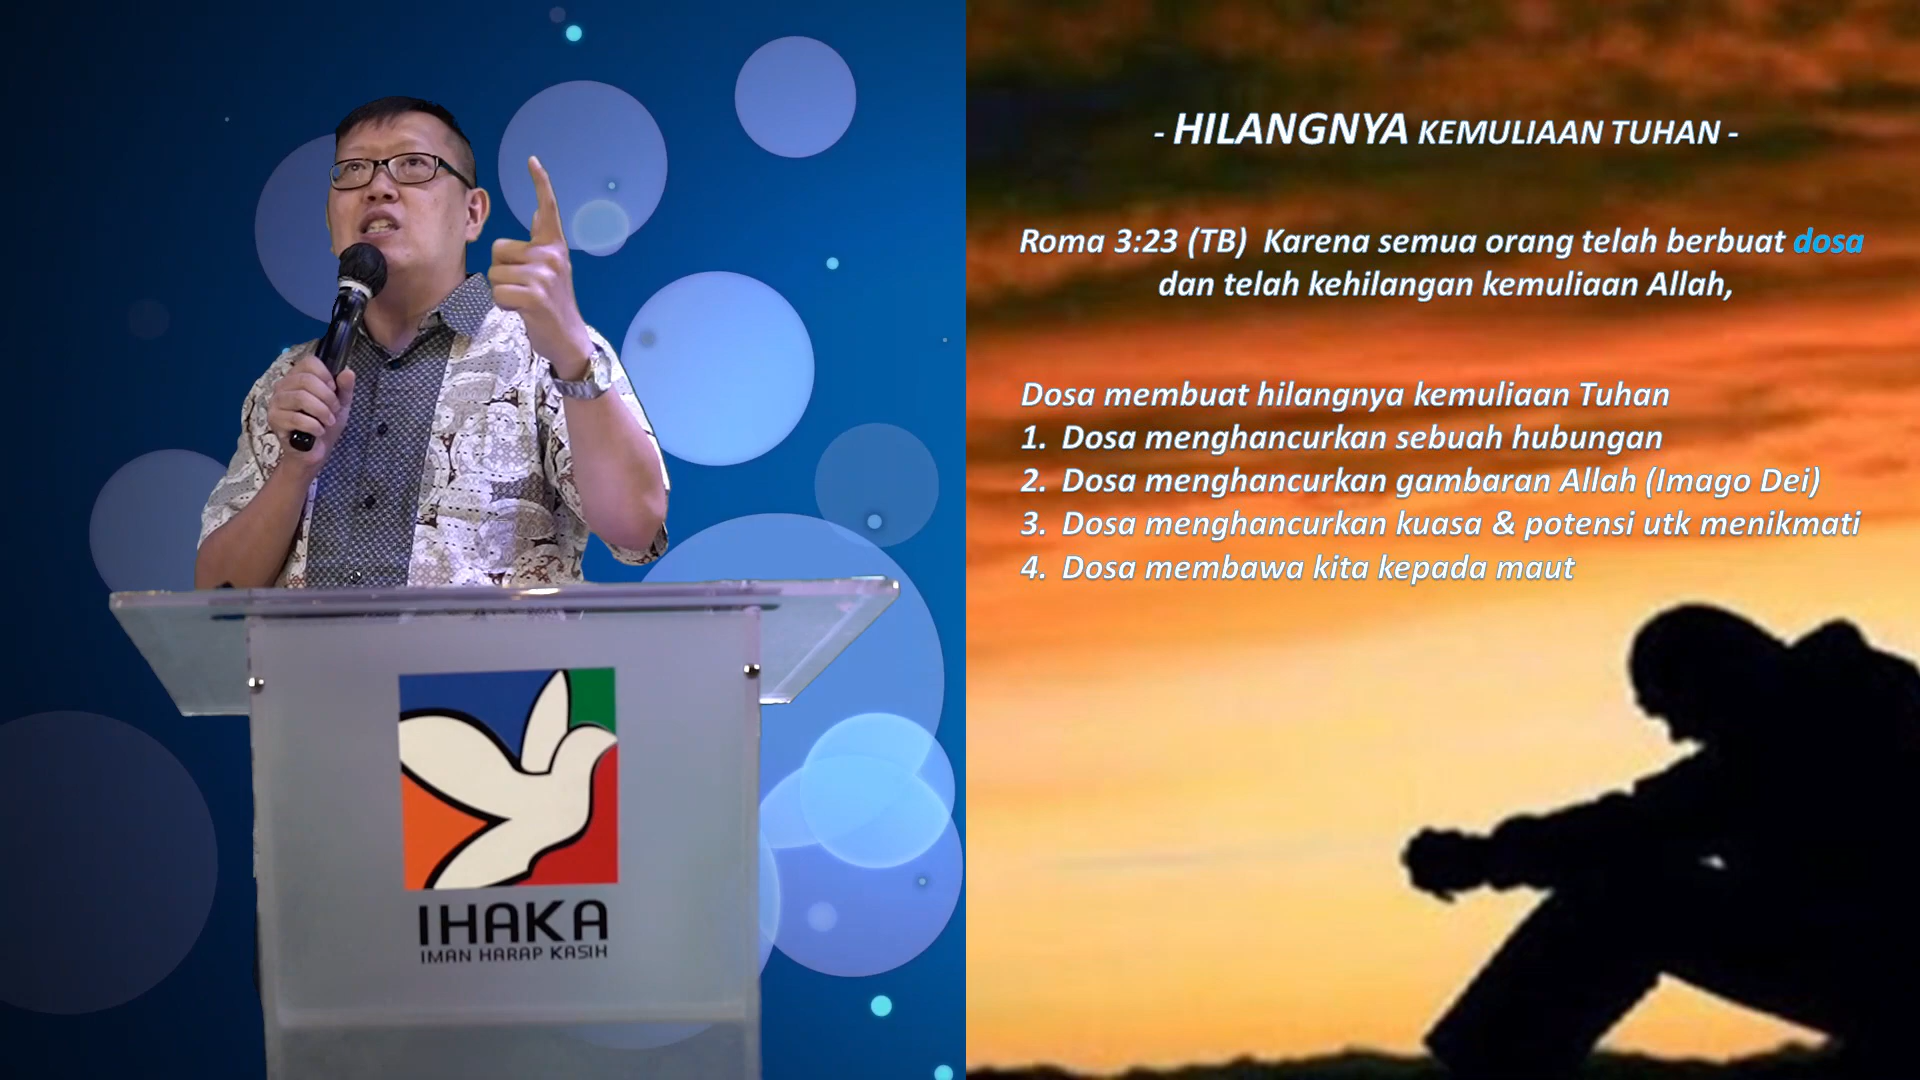 IHAKA
IMAN HARAP KASIH
- HILANGNYA KEMULIAAN TUHAN -
Roma 3:23 (TB) Karena semua orang telah berbuat dosa
dan telah kehilangan kemuliaan Allah,
Dosa membuat hilangnya kemuliaan Tuhan
1. Dosa menghancurkan sebuah hubungan
2. Dosa menghancurkan gambaran Allah (Imago Dei)
3. Dosa menghancurkan kuasa & potensi utk menikmati
4. Dosa membawa kita kepada maut